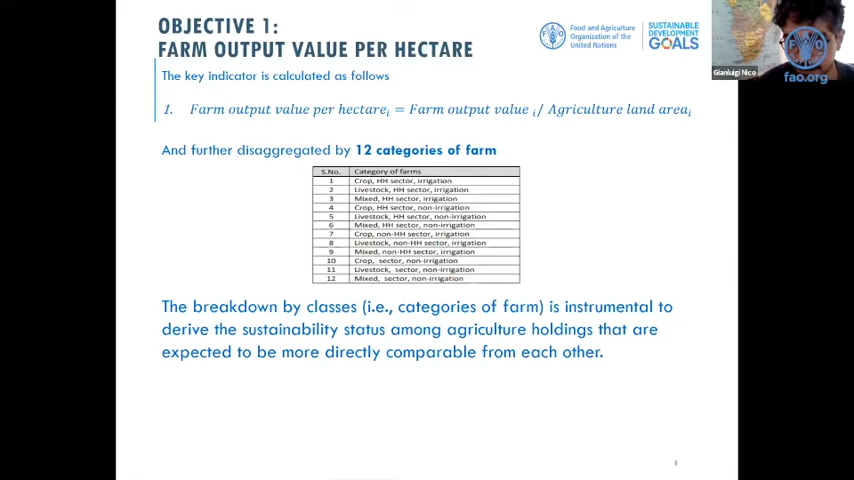 OBJECTIVE 1:
FARM OUTPUT VALUE PER HECTARE
Food and Agriculture
Organization of the
United Nations
SUSTAINABLE
DEVELOPMENT
GOALS
Gianluigi Nico
FAO
fao.org
The key indicator is calculated as follows
1. Farm output value per hectareᵢ = Farm output value ᵢ/ Agriculture land areaᵢ
And further disaggregated by 12 categories of farm
S.No. Category of farms
1 Crop, HH sector, irrigation
2 Livestock, HH sector, irrigation
3 Mixed, HH sector, irrigation
4 Crop, HH sector, non-irrigation
5 Livestock, HH sector, non-irrigation
6 Mixed, HH sector, non-irrigation
7 Crop, non-HH sector, irrigation
8 Livestock, non-HH sector, irrigation
9 Mixed, non-HH sector, irrigation
10 Crop, sector, non-irrigation
11 Livestock, sector, non-irrigation
12 Mixed, sector, non-irrigation
The breakdown by classes (i.e., categories of farm) is instrumental to
derive the sustainability status among agriculture holdings that are
expected to be more directly comparable from each other.